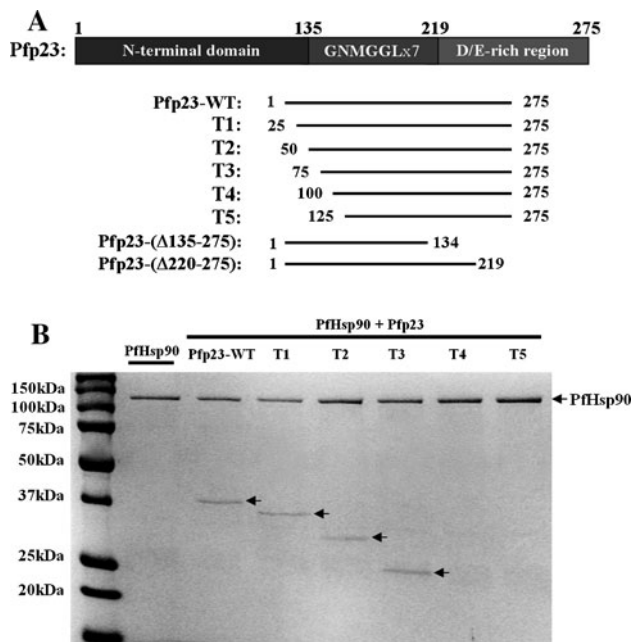 A
1 135 219 275
Pfp23: N-terminal domain GNMGGLx7 D/E-rich region
Pfp23-WT: 1 275
T1: 25 275
T2: 50 275
T3: 75 275
T4: 100 275
T5: 125 275
Pfp23-(Δ135-275): 1 134
Pfp23-(Δ220-275): 1 219
B
PfHsp90 + Pfp23
PfHsp90 Pfp23-WT T1 T2 T3 T4 T5
150kDa
PfHsp90
100kDa
75kDa
50kDa
37kDa
25kDa
20kDa